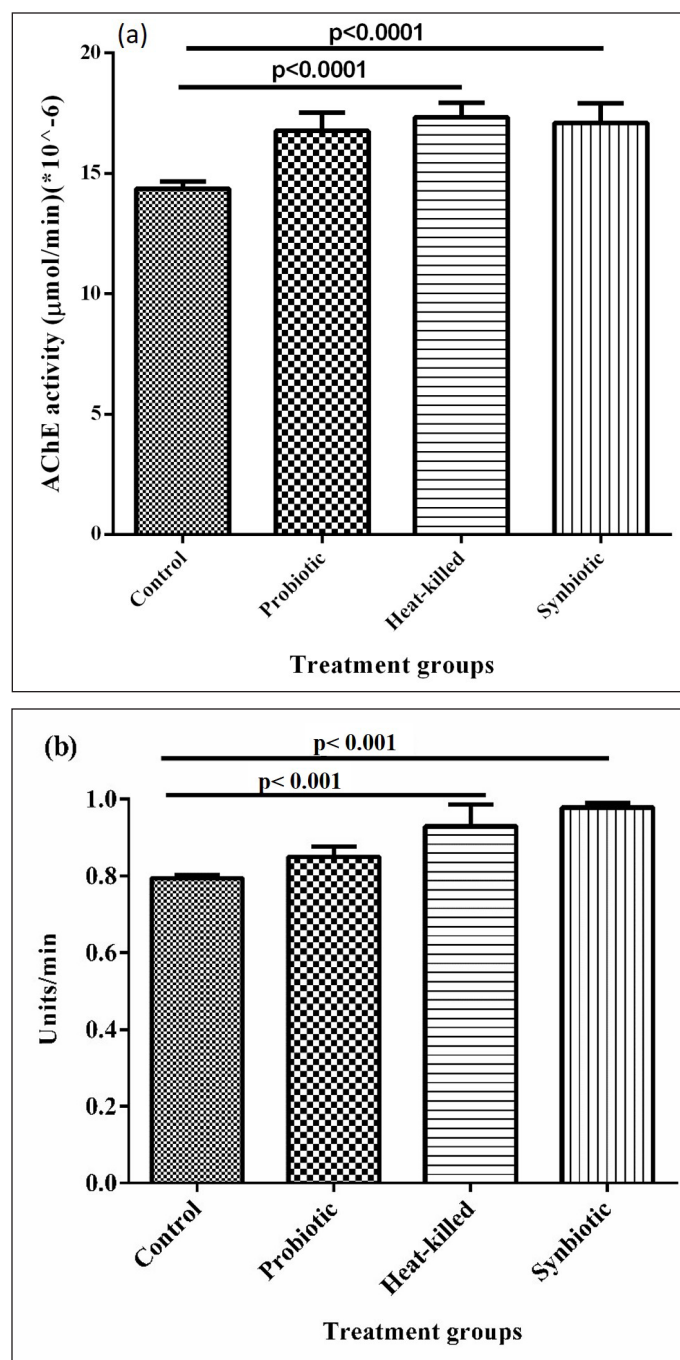 (a)
p<0.0001
p<0.0001
20
15
10
5
0
AChE activity (μmol/min)(*10^-6)
Control
Probiotic
Heat-killed
Synbiotic
Treatment groups
(b)
p< 0.001
p< 0.001
1.0
0.8
0.6
0.4
0.2
0.0
Units/min
Control
Probiotic
Heat-killed
Synbiotic
Treatment groups